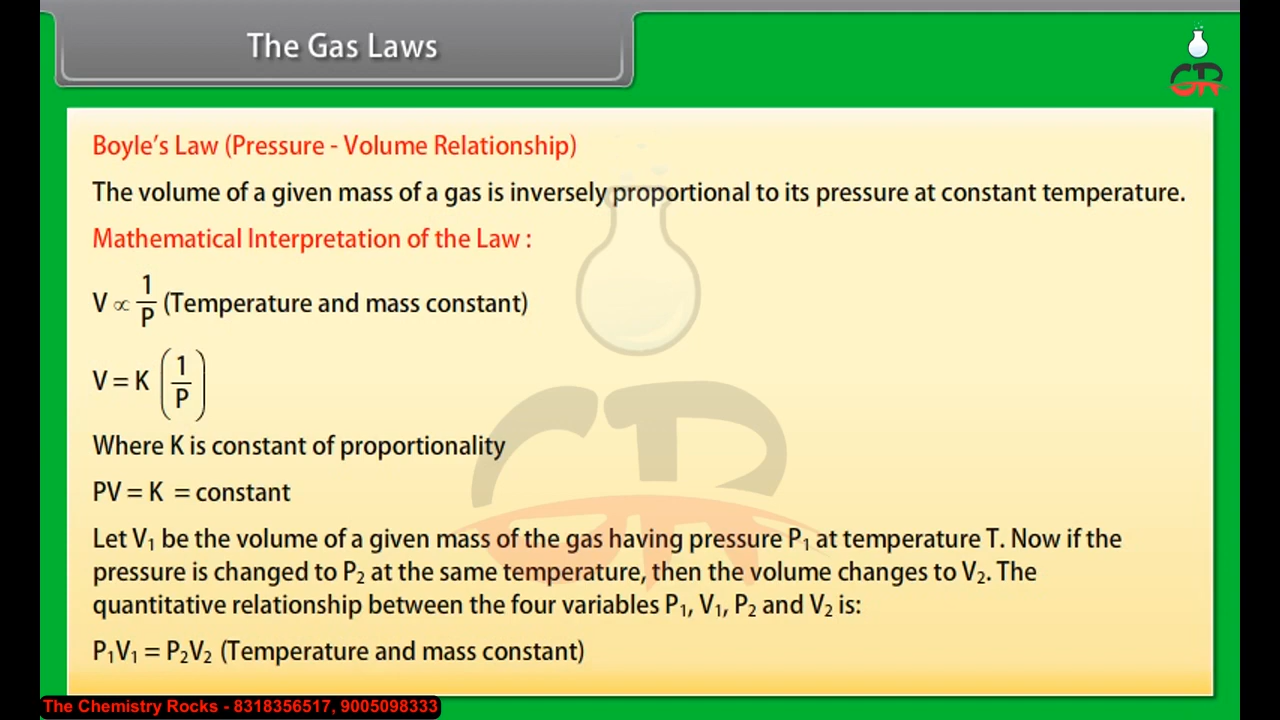 The Gas Laws
GR
Boyle's Law (Pressure - Volume Relationship)
The volume of a given mass of a gas is inversely proportional to its pressure at constant temperature.
Mathematical Interpretation of the Law :
V ∝ 1/P (Temperature and mass constant)
V = K (1/P)
Where K is constant of proportionality
PV = K = constant
Let V₁ be the volume of a given mass of the gas having pressure P₁ at temperature T. Now if the
pressure is changed to P₂ at the same temperature, then the volume changes to V₂. The
quantitative relationship between the four variables P₁, V₁, P₂ and V₂ is:
P₁V₁ = P₂V₂ (Temperature and mass constant)
The Chemistry Rocks - 8318356517, 9005098333